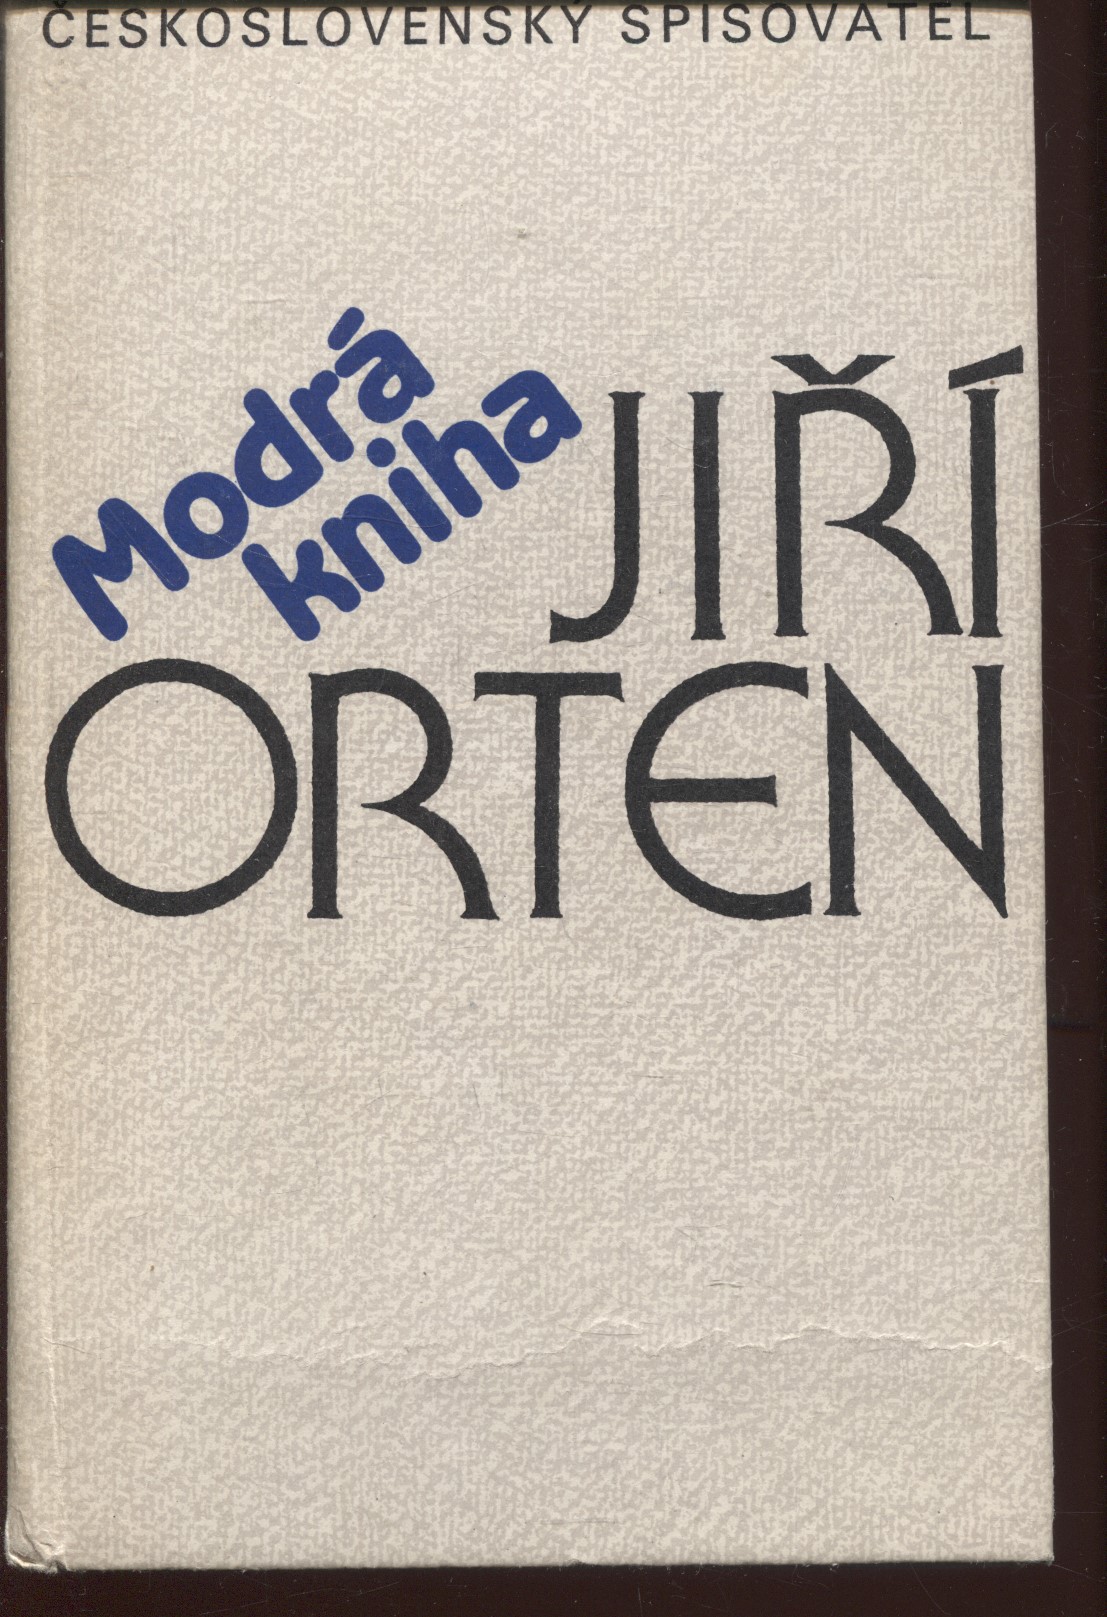 ČESKOSLOVENSKÝ SPISOVATEL
Modrá
kniha
JIŘÍ
ORTEN